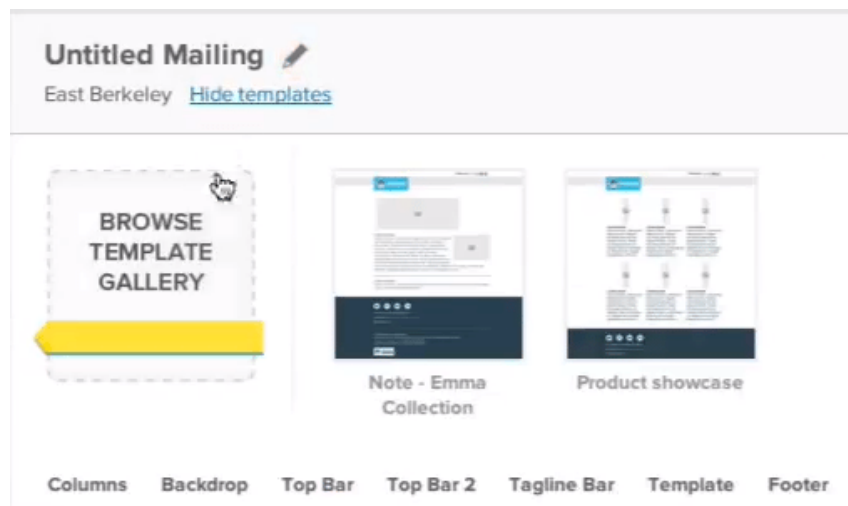 Untitled Mailing
East Berkeley Hide templates
BROWSE
TEMPLATE
GALLERY
Note - Emma
Collection
Product showcase
Columns Backdrop Top Bar Top Bar 2 Tagline Bar Template Footer